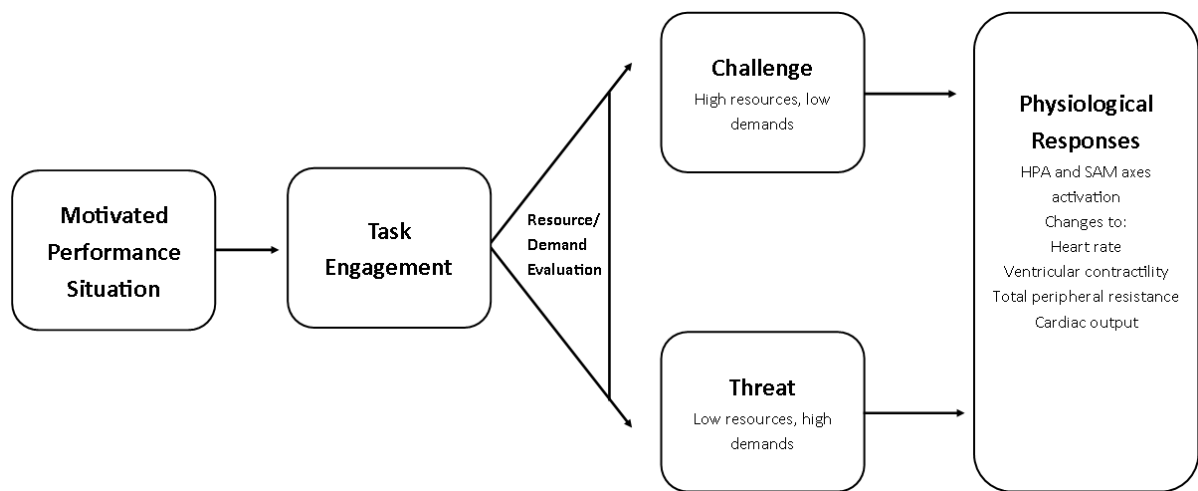 Motivated
Performance
Situation
Task
Engagement
Resource/
Demand
Evaluation
Challenge
High resources, low
demands
Threat
Low resources, high
demands
Physiological
Responses
HPA and SAM axes
activation
Changes to:
Heart rate
Ventricular contractility
Total peripheral resistance
Cardiac output